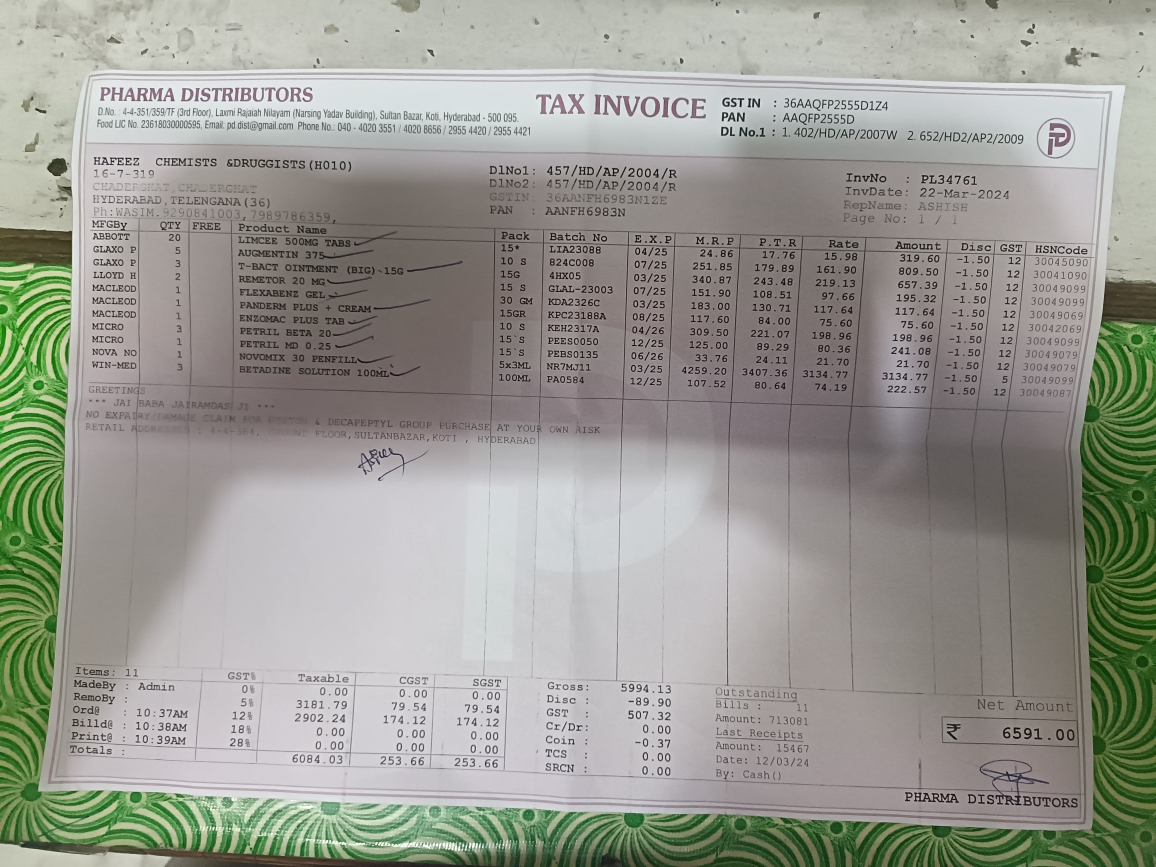 PHARMA DISTRIBUTORS
D.No. : 4-4-351/359/TF (3rd Floor), Laxmi Rajaiah Nilayam (Narsing Yadav Building), Sultan Bazar, Koti, Hyderabad - 500 095.
Food LIC No. 23618030000595, Email: pd.dist@gmail.com Phone No.: 040 - 4020 3551 / 4020 8656 / 2955 4420 / 2955 4421
TAX INVOICE
GST IN : 36AAQFP2555D1Z4
PAN : AAQFP2555D
DL No.1 : 1. 402/HD/AP/2007W 2. 652/HD2/AP2/2009
HAFEEZ CHEMISTS &DRUGGISTS(H010)
16-7-319
CHADERGHAT,CHADERGHAT
HYDERABAD,TELENGANA(36)
Ph:WASIM.9290841003,7989786359,
DlNo1: 457/HD/AP/2004/R
DlNo2: 457/HD/AP/2004/R
GSTIN: 36AANFH6983N1ZE
PAN : AANFH6983N
InvNo : PL34761
InvDate: 22-Mar-2024
RepName: ASHISH
Page No: 1 / 1
MFGBy QTY FREE Product Name Pack Batch No E.X.P M.R.P P.T.R Rate Amount Disc GST HSNCode
ABBOTT 20 LIMCEE 500MG TABS 15* LIA23088 04/25 24.86 17.76 15.98 319.60 -1.50 12 30045090
GLAXO P 5 AUGMENTIN 375 10 S 824C008 07/25 251.85 179.89 161.90 809.50 -1.50 12 30041090
GLAXO P 3 T-BACT OINTMENT (BIG) 15G 15G 4HX05 03/25 340.87 243.48 219.13 657.39 -1.50 12 30049099
LLOYD H 2 REMETOR 20 MG 15 S GLAL-23003 07/25 151.90 108.51 97.66 195.32 -1.50 12 30049099
MACLEOD 1 FLEXABENZ GEL 30 GM KDA2326C 03/25 183.00 130.71 117.64 117.64 -1.50 12 30049069
MACLEOD 1 PANDERM PLUS + CREAM 15GR KPC23188A 08/25 117.60 84.00 75.60 75.60 -1.50 12 30042069
MACLEOD 1 ENZOMAC PLUS TAB 10 S KEH2317A 04/26 309.50 221.07 198.96 198.96 -1.50 12 30049099
MICRO 3 PETRIL BETA 20 15`S PEES0050 12/25 125.00 89.29 80.36 241.08 -1.50 12 30049079
MICRO 1 PETRIL MD 0.25 15`S PEBS0135 06/26 33.76 24.11 21.70 21.70 -1.50 12 30049079
NOVA NO 1 NOVOMIX 30 PENFILL 5x3ML NR7MJ11 03/25 4259.20 3407.36 3134.77 3134.77 -1.50 5 30049099
WIN-MED 3 BETADINE SOLUTION 100ML 100ML PA0584 12/25 107.52 80.64 74.19 222.57 -1.50 12 30049087
GREETINGS
*** JAI BABA JAIRAMDAS JI ***
NO EXPAIRY/DAMAGE CLAIM FOR & DECAPEPTYL GROUP PURCHASE AT YOUR OWN RISK
RETAIL ADDRESSES : 4-4-364, GROUND FLOOR,SULTANBAZAR,KOTI , HYDERABAD
Items: 11
MadeBy : Admin
RemoBy :
Ord@ : 10:37AM
Billd@ : 10:38AM
Print@ : 10:39AM
Totals :
GST% Taxable CGST SGST
0% 0.00 0.00 0.00
5% 3181.79 79.54 79.54
12% 2902.24 174.12 174.12
18% 0.00 0.00 0.00
28% 0.00 0.00 0.00
6084.03 253.66 253.66
Gross: 5994.13
Disc : -89.90
GST : 507.32
Cr/Dr: 0.00
Coin : -0.37
TCS : 0.00
SRCN : 0.00
Outstanding
Bills : 11
Amount: 713081
Last Receipts
Amount: 15467
Date: 12/03/24
By: Cash()
Net Amount
₹ 6591.00
PHARMA DISTRIBUTORS